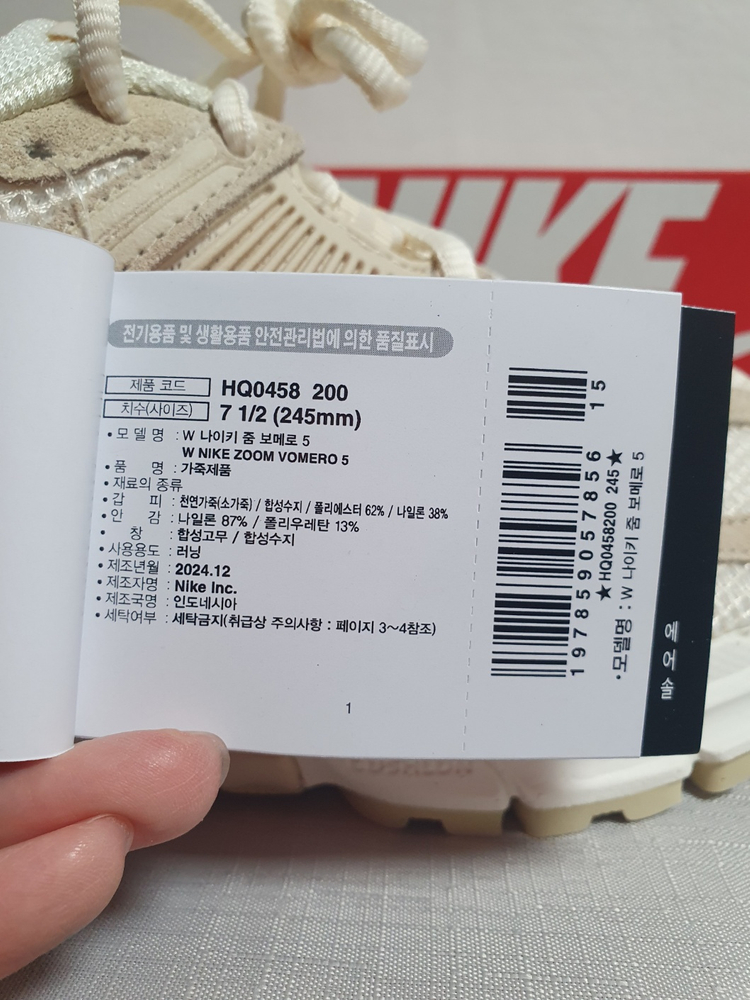 NIKE
전기용품 및 생활용품 안전관리법에 의한 품질표시
제품 코드 HQ0458 200
치수(사이즈) 7 1/2 (245mm)
• 모 델 명 : W 나이키 줌 보메로 5
W NIKE ZOOM VOMERO 5
• 품 명 : 가죽제품
• 재료의 종류
• 갑 피 : 천연가죽(소가죽) / 합성수지 / 폴리에스터 62% / 나일론 38%
• 안 감 : 나일론 87% / 폴리우레탄 13%
• 창 : 합성고무 / 합성수지
• 사용용도 : 러닝
• 제조년월 : 2024.12
• 제조자명 : Nike Inc.
• 제조국명 : 인도네시아
• 세탁여부 : 세탁금지(취급상 주의사항 : 페이지 3~4참조)
1
15
197859057856
★HQ0458200 245★
•모델명 : W 나이키 줌 보메로 5
에어솔